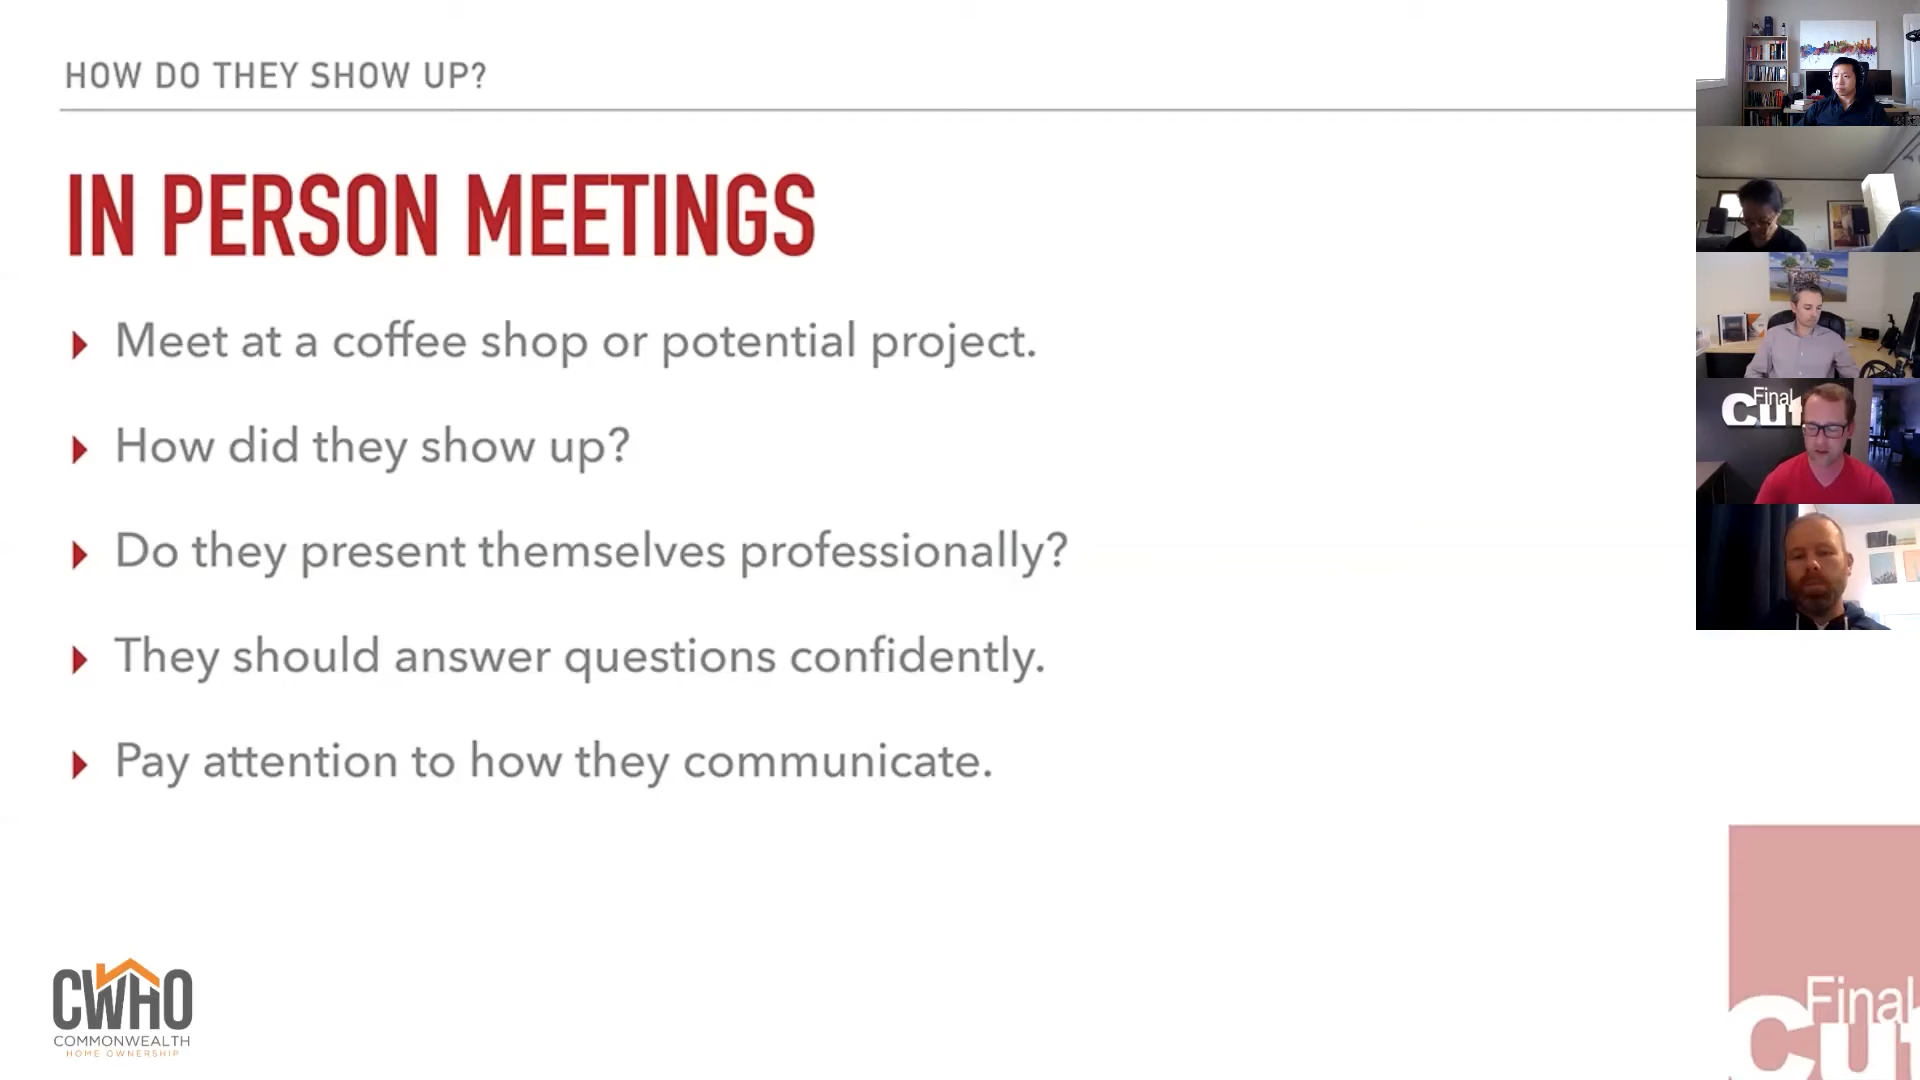 HOW DO THEY SHOW UP?
IN PERSON MEETINGS
Meet at a coffee shop or potential project.
How did they show up?
Do they present themselves professionally?
They should answer questions confidently.
Pay attention to how they communicate.
CWHO
COMMONWEALTH
HOME OWNERSHIP
Final
Cut
Final
Cut